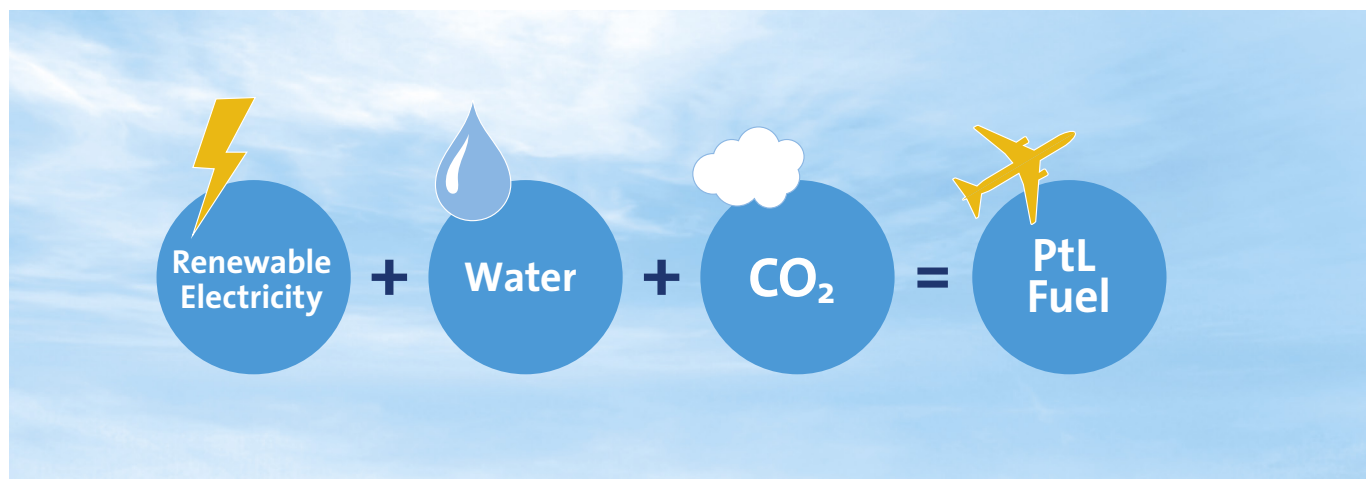 Renewable
Electricity
+
Water
+
CO₂
=
PtL
Fuel